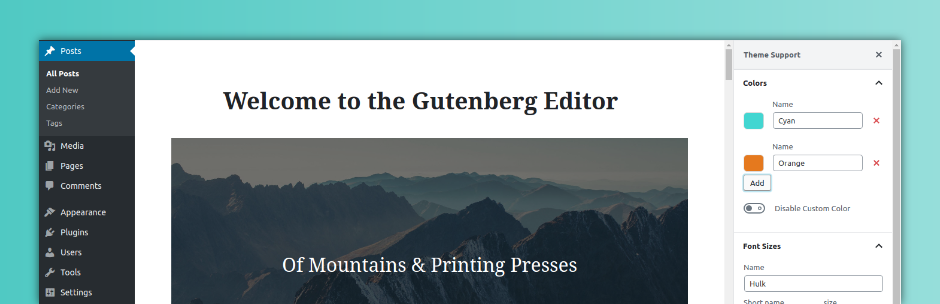 Posts
All Posts
Add New
Categories
Tags
Media
Pages
Comments
Appearance
Plugins
Users
Tools
Settings
Welcome to the Gutenberg Editor
Of Mountains & Printing Presses
Theme Support
Colors
Name
Cyan
Name
Orange
Add
Disable Custom Color
Font Sizes
Name
Hulk
Short name size